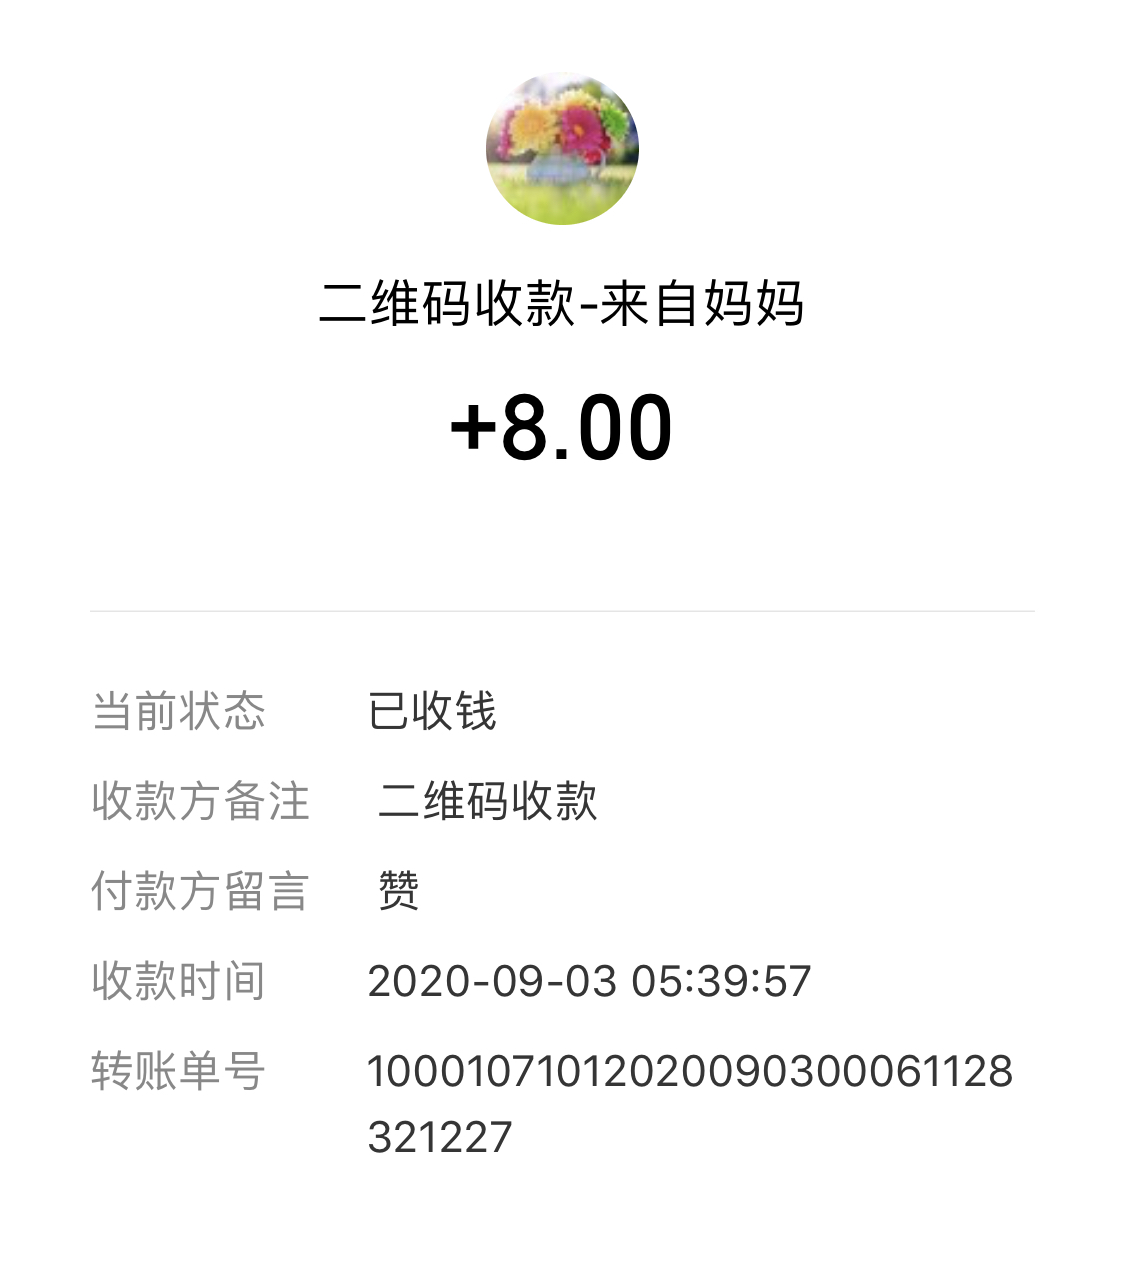 二维码收款-来自妈妈
+8.00
当前状态 已收钱
收款方备注 二维码收款
付款方留言 赞
收款时间 2020-09-03 05:39:57
转账单号 10001071012020090300061128
321227